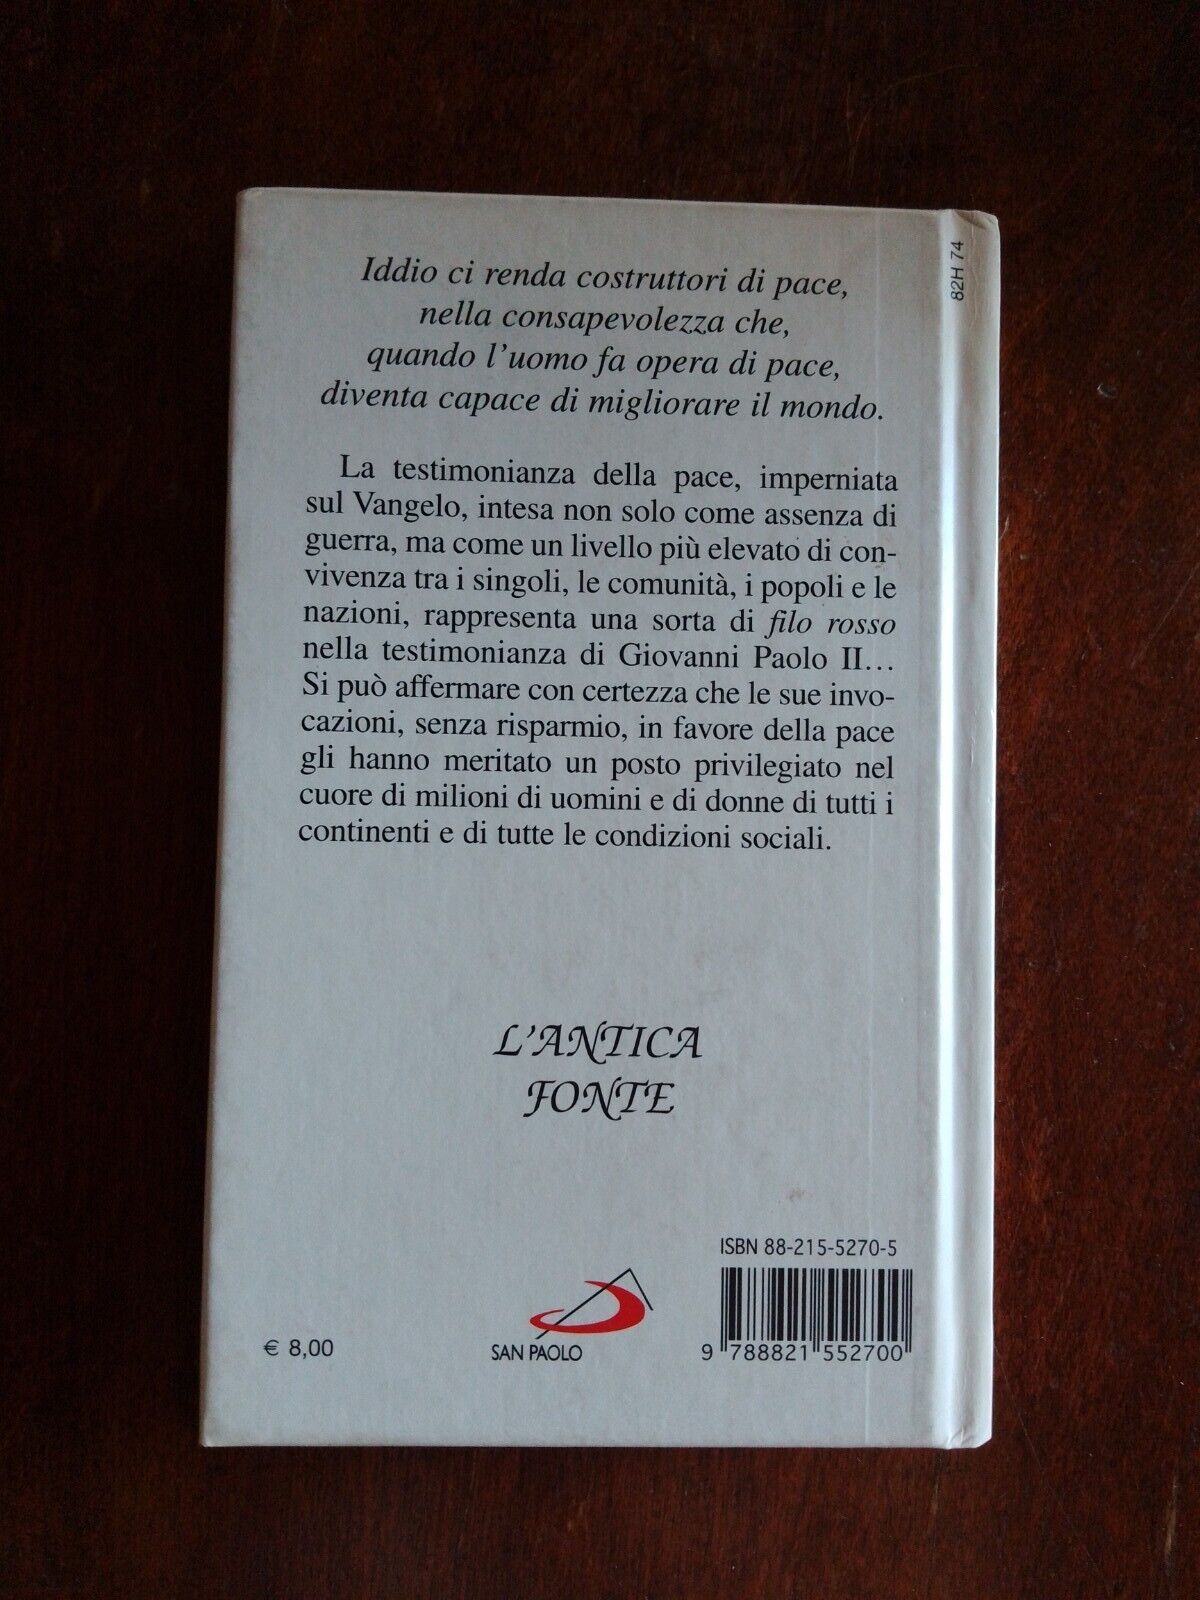 Iddio ci renda costruttori di pace,
nella consapevolezza che,
quando l'uomo fa opera di pace,
diventa capace di migliorare il mondo.
La testimonianza della pace, imperniata
sul Vangelo, intesa non solo come assenza di
guerra, ma come un livello più elevato di con-
vivenza tra i singoli, le comunità, i popoli e le
nazioni, rappresenta una sorta di filo rosso
nella testimonianza di Giovanni Paolo II...
Si può affermare con certezza che le sue invo-
cazioni, senza risparmio, in favore della pace
gli hanno meritato un posto privilegiato nel
cuore di milioni di uomini e di donne di tutti i
continenti e di tutte le condizioni sociali.
L'ANTICA
FONTE
ISBN 88-215-5270-5
€ 8,00
SAN PAOLO
9 788821 552700
82H 74